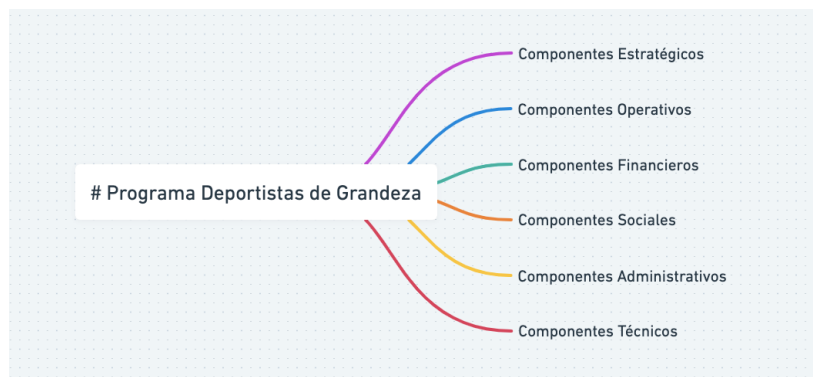 # Programa Deportistas de Grandeza
Componentes Estratégicos
Componentes Operativos
Componentes Financieros
Componentes Sociales
Componentes Administrativos
Componentes Técnicos